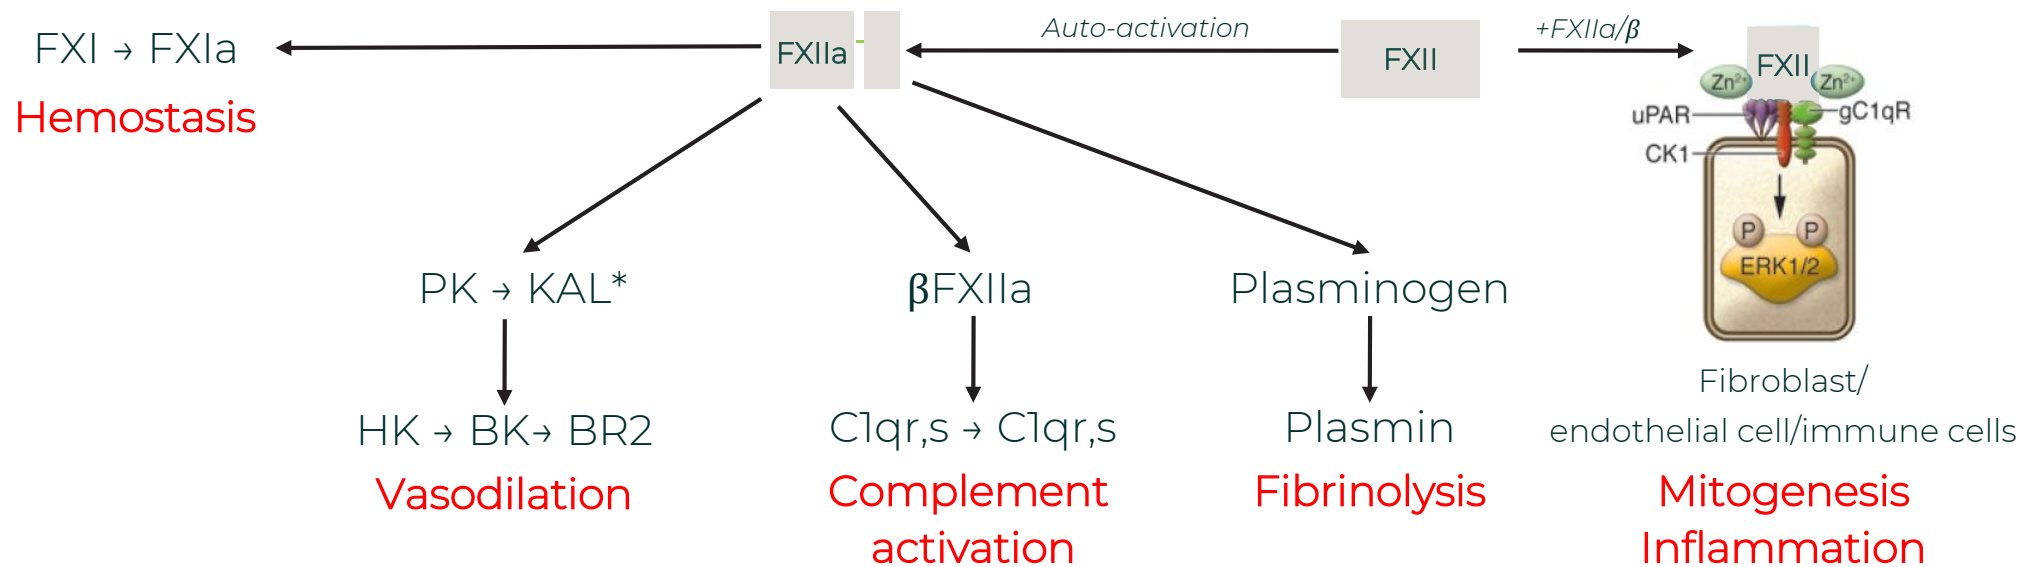 FXI → FXIa
Hemostasis
FXIIa
Auto-activation
FXII
+FXIIa/β
FXII
Zn2+
Zn2+
uPAR
gC1qR
CK1
P
P
ERK1/2
PK → KAL*
βFXIIa
Plasminogen
HK → BK→ BR2
C1qr,s → C1qr,s
Plasmin
Fibroblast/
endothelial cell/immune cells
Vasodilation
Complement
activation
Fibrinolysis
Mitogenesis
Inflammation